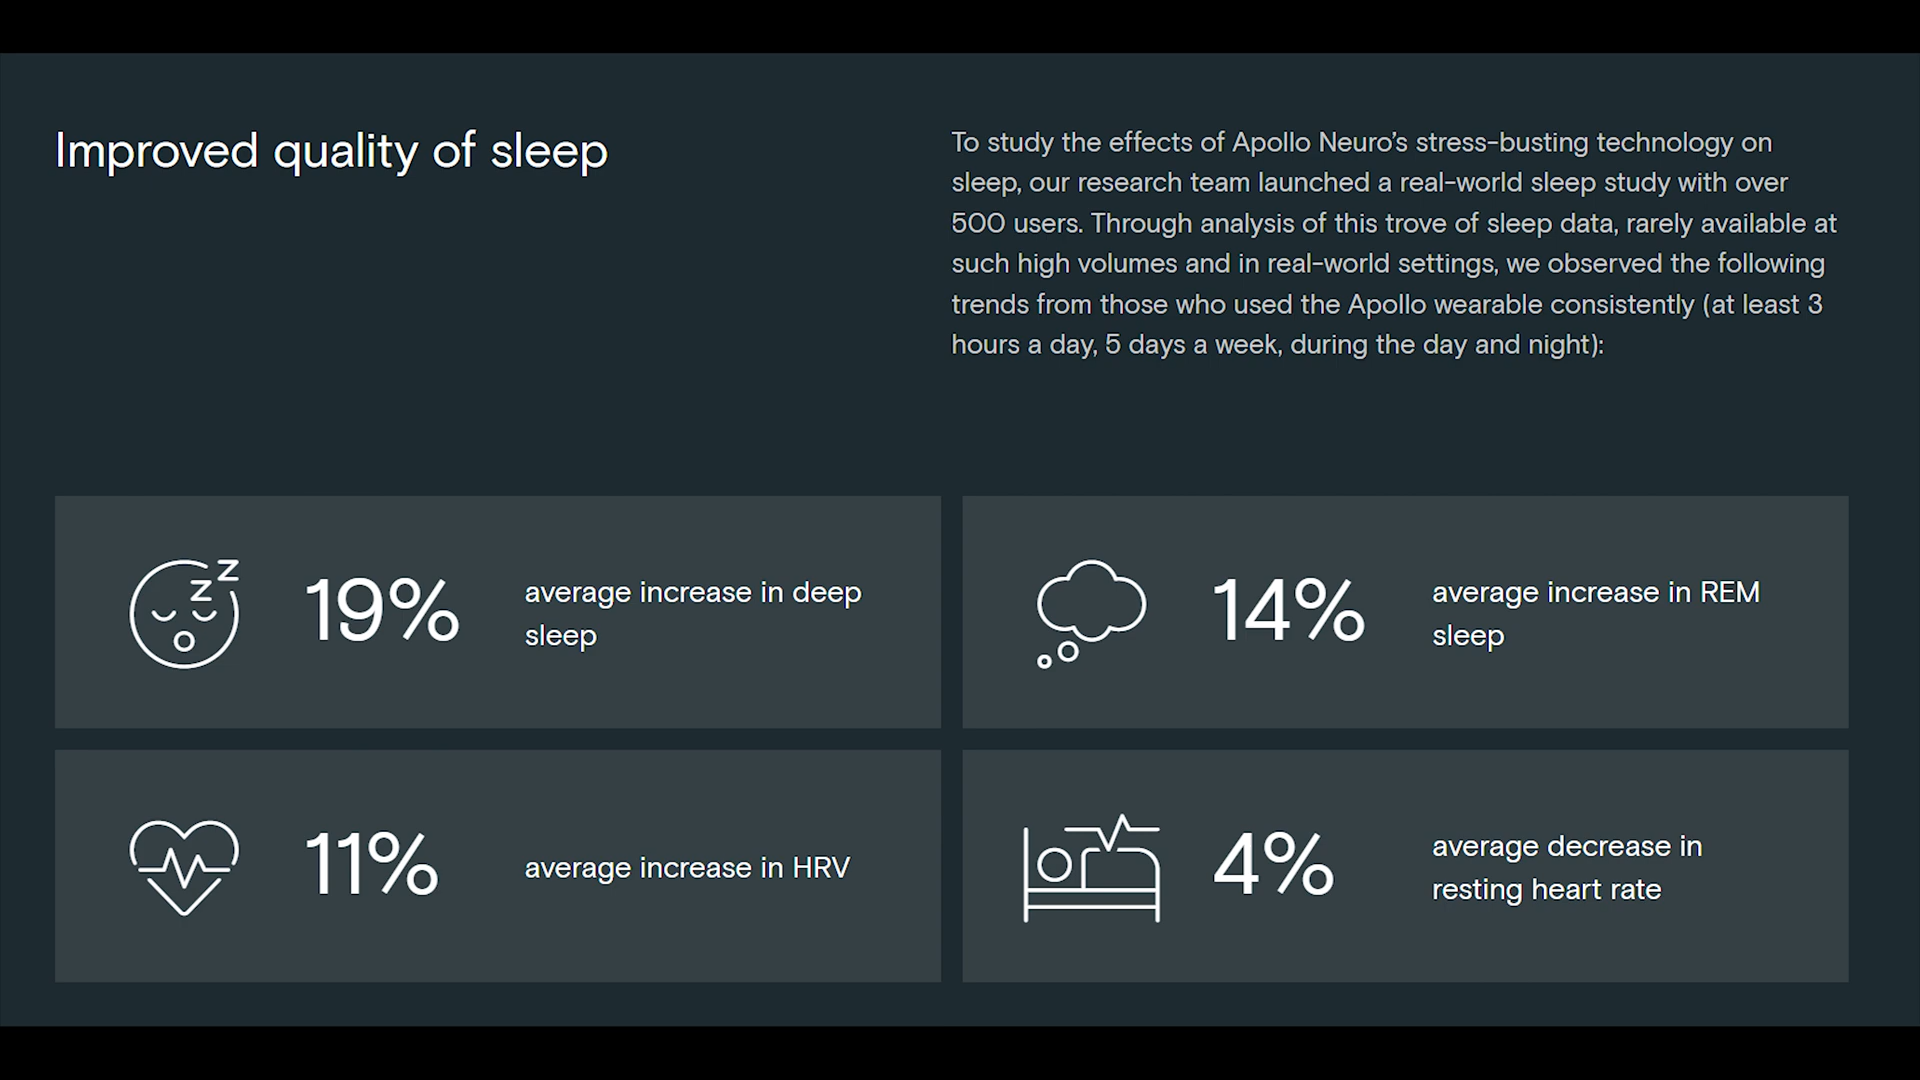 Improved quality of sleep
To study the effects of Apollo Neuro’s stress-busting technology on
sleep, our research team launched a real-world sleep study with over
500 users. Through analysis of this trove of sleep data, rarely available at
such high volumes and in real-world settings, we observed the following
trends from those who used the Apollo wearable consistently (at least 3
hours a day, 5 days a week, during the day and night):
z z
19%
average increase in deep
sleep
14%
average increase in REM
sleep
11%
average increase in HRV
4%
average decrease in
resting heart rate